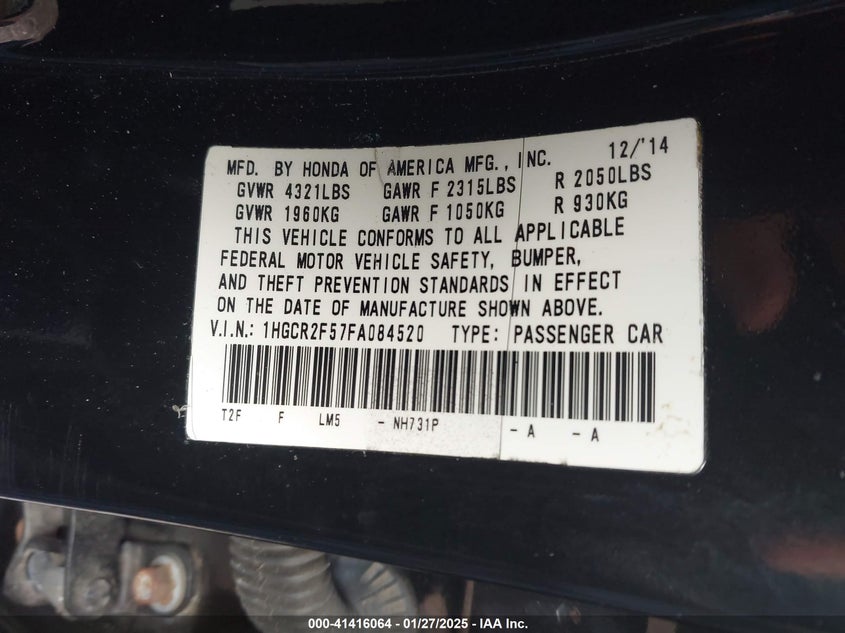 MFD. BY HONDA OF AMERICA MFG., INC. 12/'14
GVWR 4321LBS GAWR F 2315LBS R 2050LBS
GVWR 1960KG GAWR F 1050KG R 930KG
THIS VEHICLE CONFORMS TO ALL APPLICABLE
FEDERAL MOTOR VEHICLE SAFETY, BUMPER,
AND THEFT PREVENTION STANDARDS IN EFFECT
ON THE DATE OF MANUFACTURE SHOWN ABOVE.
V.I.N.: 1HGCR2F57FA084520 TYPE: PASSENGER CAR
T2F F LM5 - NH731P - A - A
000-41416064 - 01/27/2025 - IAA Inc.